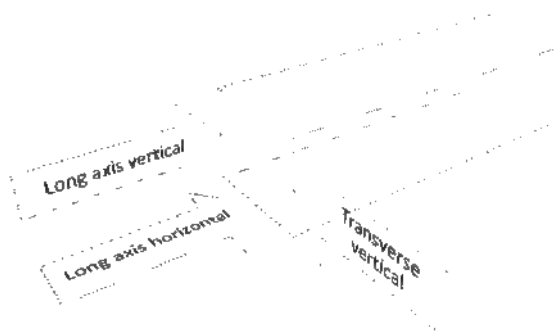 Long axis vertical
Long axis horizontal
Transverse
vertical